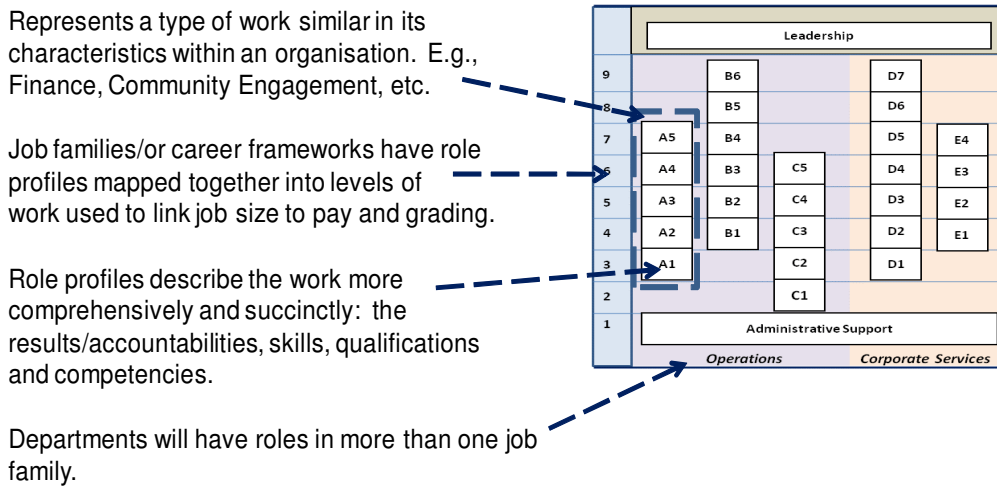 Represents a type of work similar in its
characteristics within an organisation. E.g.,
Finance, Community Engagement, etc.
Job families/or career frameworks have role
profiles mapped together into levels of
work used to link job size to pay and grading.
Role profiles describe the work more
comprehensively and succinctly: the
results/accountabilities, skills, qualifications
and competencies.
Departments will have roles in more than one job
family.
Leadership
9 B6 D7
8 B5 D6
7 A5 B4 D5 E4
6 A4 B3 C5 D4 E3
5 A3 B2 C4 D3 E2
4 A2 B1 C3 D2 E1
3 A1 C2 D1
2 C1
1 Administrative Support
Operations Corporate Services